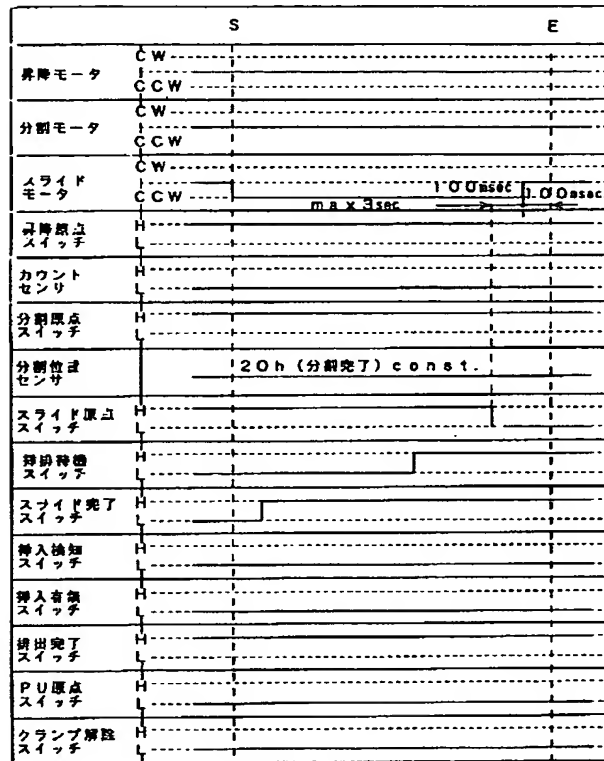 S E
昇降モータ CW
CCW
分割モータ CW
CCW
スライド
モータ
CW
CCW
max 3sec
100msec
100msec
昇降原点
スイッチ
H
L
カウント
センサ
H
L
分割原点
スイッチ
H
L
分割位置
センサ
20h(分割完了)const.
スライド原点
スイッチ
H
L
待機
スイッチ
H
L
スライド完了
スイッチ
H
L
挿入検知
スイッチ
H
L
挿入有無
スイッチ
H
L
排出完了
スイッチ
H
L
PU原点
スイッチ
H
L
クランプ解除
スイッチ
H
L